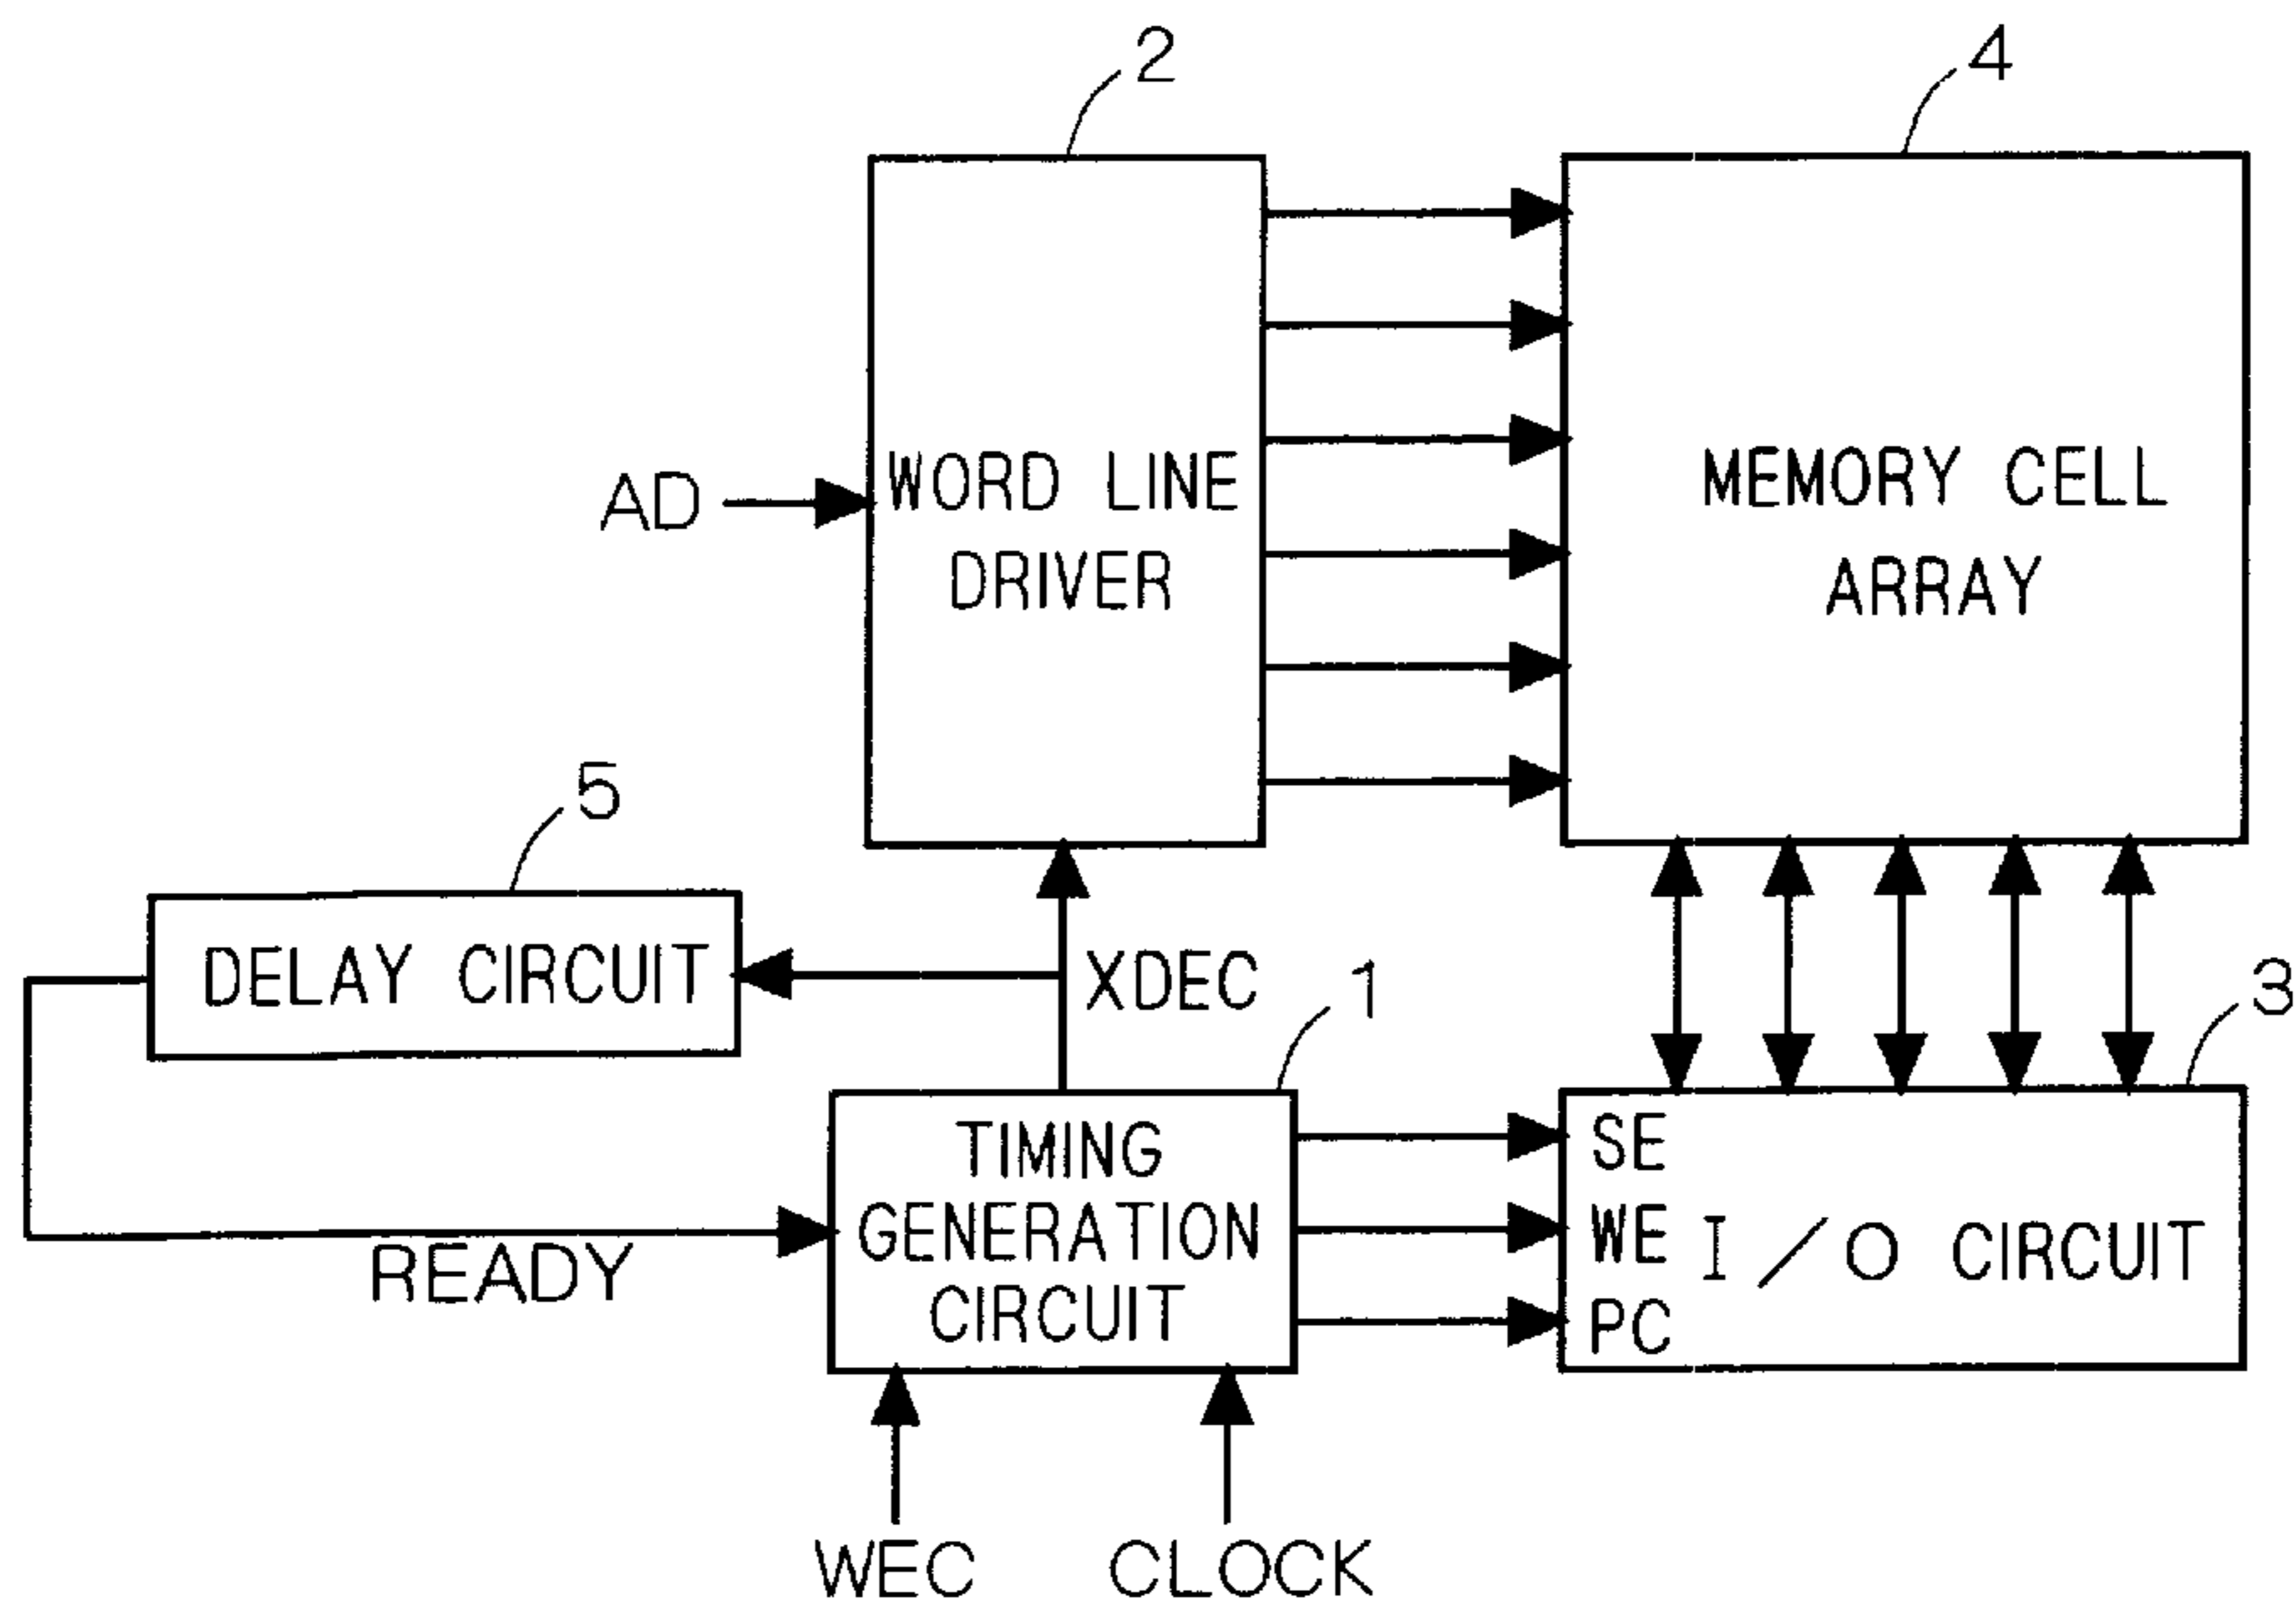 2
4
WORD LINE
DRIVER
MEMORY CELL
ARRAY
AD
5
DELAY CIRCUIT
XDEC
1
3
TIMING
GENERATION
CIRCUIT
SE
WE
PC
I/O CIRCUIT
READY
WEC
CLOCK